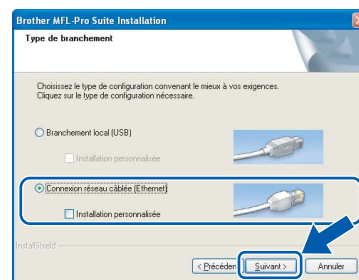 Brother MFL-Pro Suite Installation
Type de branchement
Choisissez le type de configuration convenant le mieux à vos exigences.
Cliquez sur le type de configuration nécessaire.
Branchement local (USB)
Installation personnalisée
Connexion réseau câblée (Ethernet)
Installation personnalisée
InstallShield
< Précéden
Suivant >
Annuler